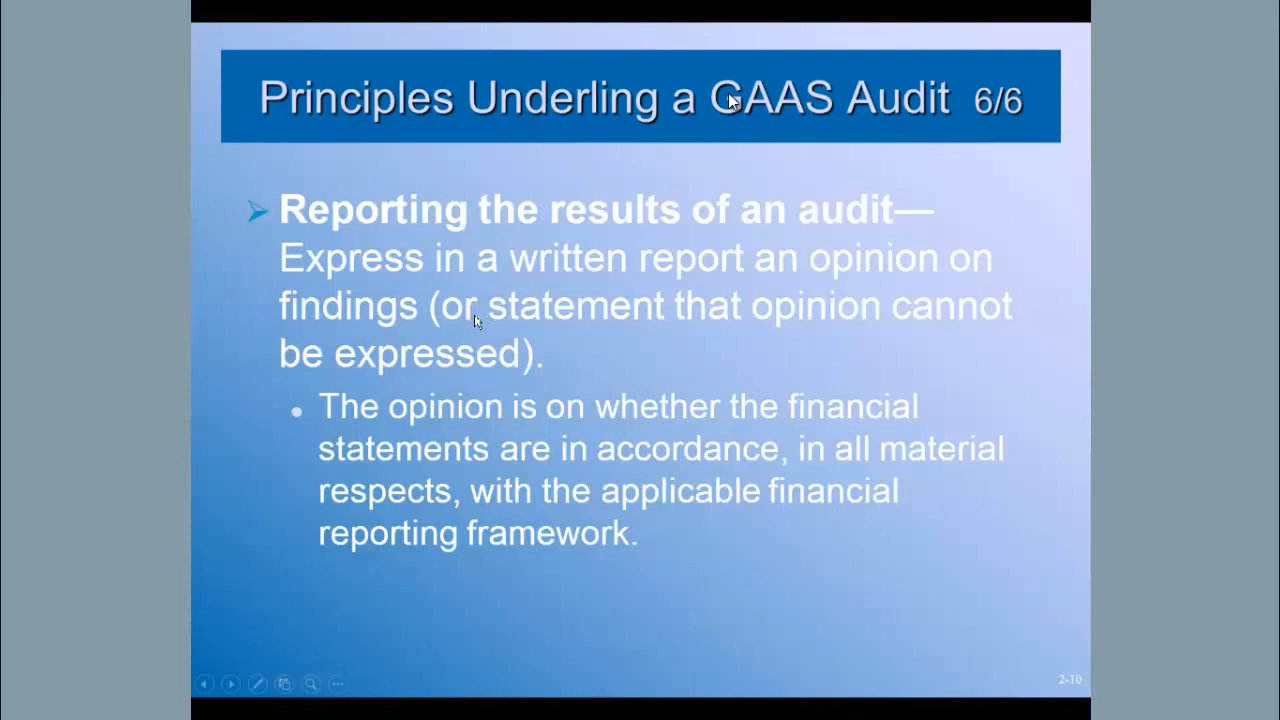 Principles Underling a GAAS Audit 6/6
Reporting the results of an audit—
Express in a written report an opinion on
findings (or statement that opinion cannot
be expressed).
The opinion is on whether the financial
statements are in accordance, in all material
respects, with the applicable financial
reporting framework.
2-10